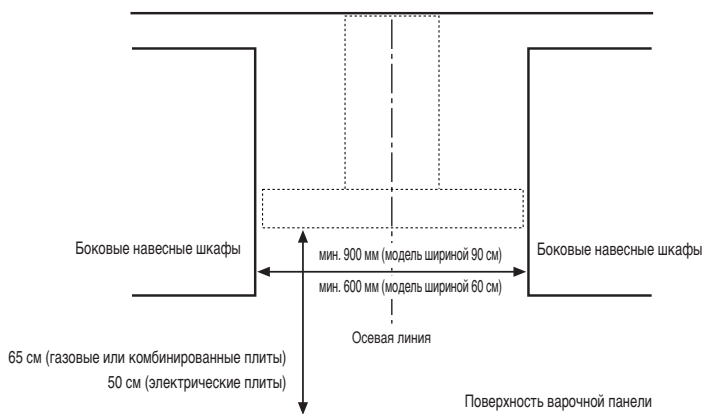 Боковые навесные шкафы
мин. 900 мм (модель шириной 90 см)
Боковые навесные шкафы
мин. 600 мм (модель шириной 60 см)
Осевая линия
65 см (газовые или комбинированные плиты)
50 см (электрические плиты)
Поверхность варочной панели